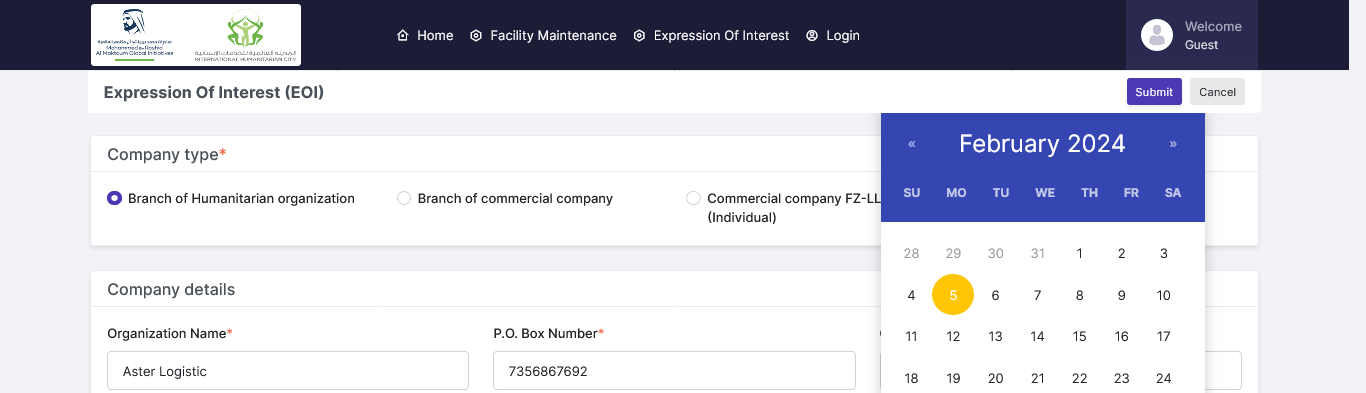 Mohammed bin Rashid
Al Maktoum Global Initiatives
INTERNATIONAL HUMANITARIAN CITY
Home
Facility Maintenance
Expression Of Interest
Login
Welcome
Guest
Expression Of Interest (EOI)
Submit
Cancel
Company type*
Branch of Humanitarian organization
Branch of commercial company
Commercial company FZ-LL
(Individual)
« February 2024 »
SU MO TU WE TH FR SA
28 29 30 31 1 2 3
4 5 6 7 8 9 10
11 12 13 14 15 16 17
18 19 20 21 22 23 24
Company details
Organization Name*
P.O. Box Number*
Aster Logistic
7356867692